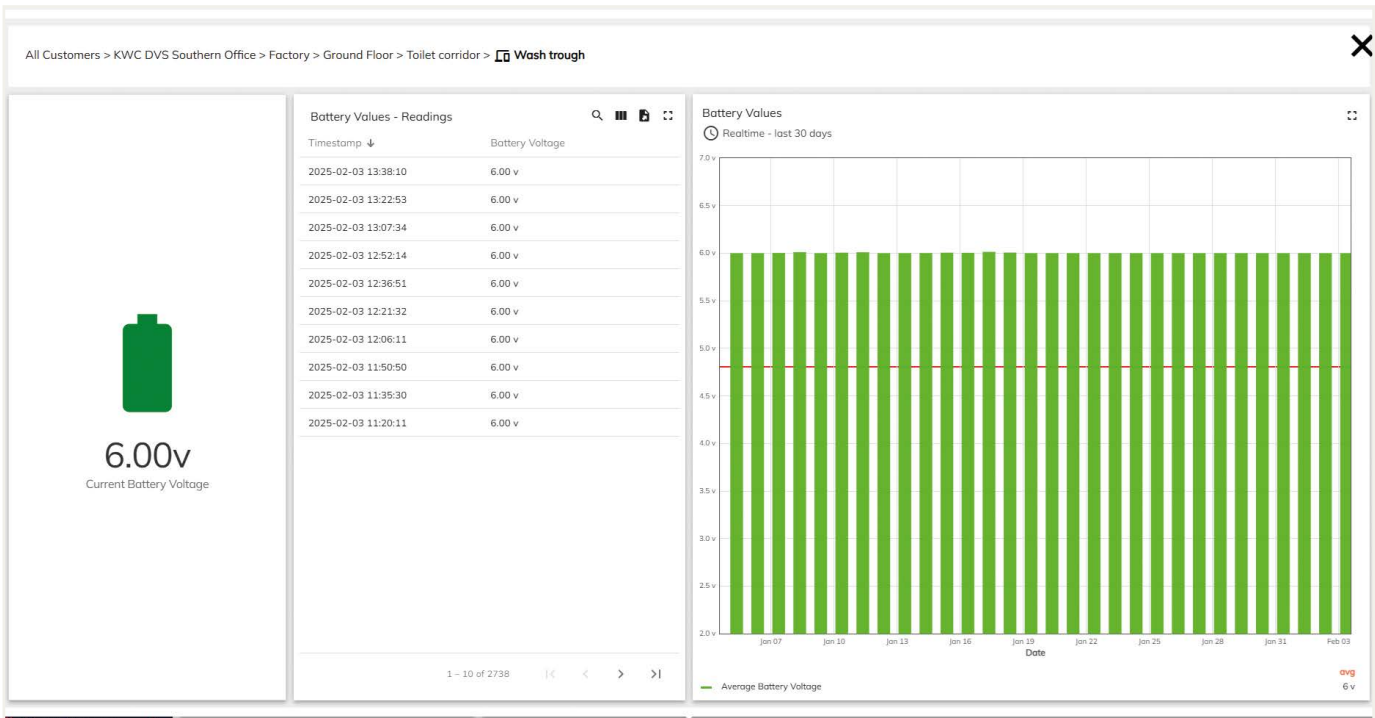 All Customers > KWC DVS Southern Office > Factory > Ground Floor > Toilet corridor > Wash trough
6.00v
Current Battery Voltage
Battery Values - Readings
Timestamp Battery Voltage
2025-02-03 13:38:10 6.00 v
2025-02-03 13:22:53 6.00 v
2025-02-03 13:07:34 6.00 v
2025-02-03 12:52:14 6.00 v
2025-02-03 12:36:51 6.00 v
2025-02-03 12:21:32 6.00 v
2025-02-03 12:06:11 6.00 v
2025-02-03 11:50:50 6.00 v
2025-02-03 11:35:30 6.00 v
2025-02-03 11:20:11 6.00 v
1 – 10 of 2738
Battery Values
Realtime - last 30 days
7.0 v
6.5 v
6.0 v
5.5 v
5.0 v
4.5 v
4.0 v
3.5 v
3.0 v
2.5 v
2.0 v
Jan 07 Jan 10 Jan 13 Jan 16 Jan 19 Jan 22 Jan 25 Jan 28 Jan 31 Feb 03
Date
avg
Average Battery Voltage 6 v